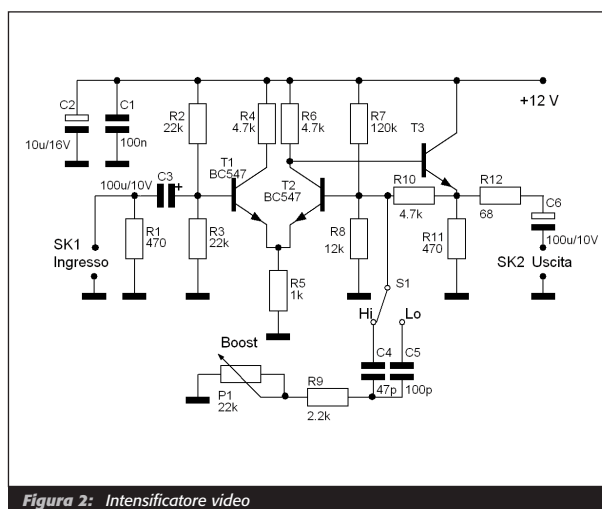 +12 V
C2
10u/16V
C1
100n
R2
22k
R4
4.7k
R6
4.7k
R7
120k
T3
T1
BC547
T2
BC547
C3
100u/10V
+
R10
4.7k
R12
68
C6
100u/10V
SK1
Ingresso
R1
470
R3
22k
R8
12k
R11
470
SK2 Uscita
R5
1k
S1
Hi
Lo
Boost
C4
47p
C5
100p
P1
22k
R9
2.2k
Figura 2: Intensificatore video